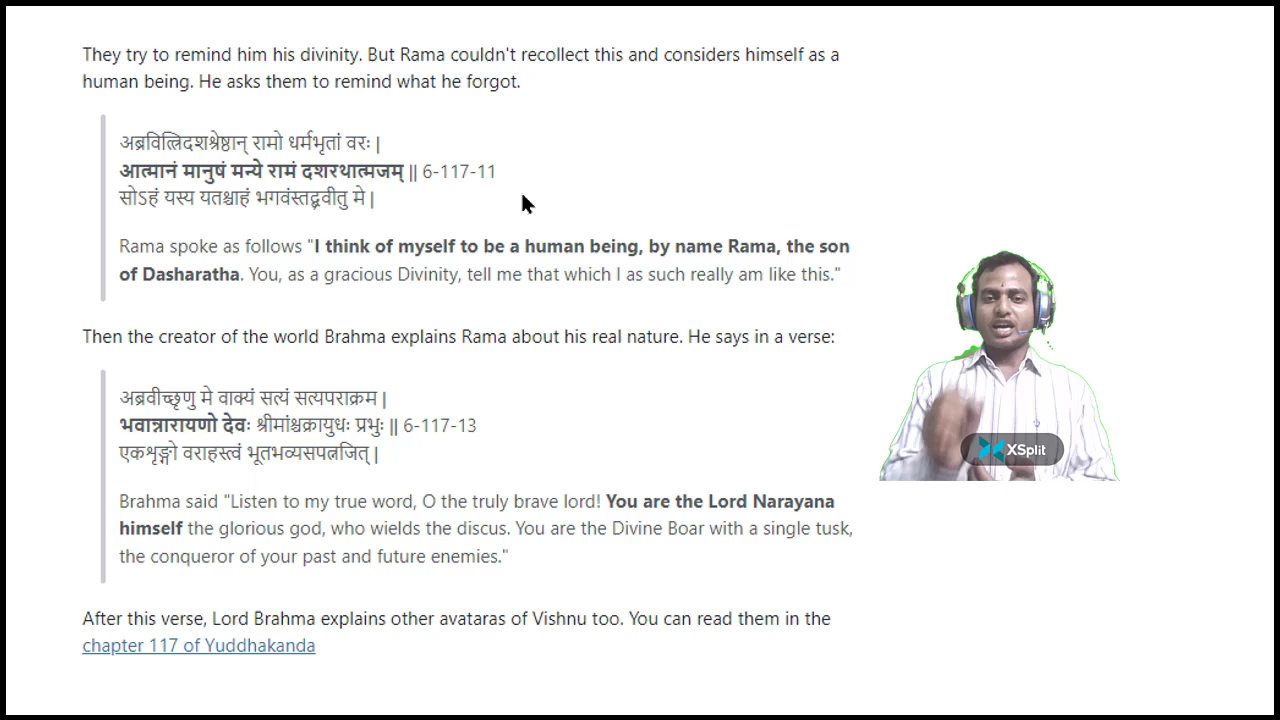 They try to remind him his divinity. But Rama couldn't recollect this and considers himself as a
human being. He asks them to remind what he forgot.
अब्रवित्त्रिदशश्रेष्ठान् रामो धर्मभृतां वरः |
आत्मानं मानुषं मन्ये रामं दशरथात्मजम् || 6-117-11
सोऽहं यस्य यतश्चाहं भगवंस्तद्ब्रवीतु मे |
Rama spoke as follows "I think of myself to be a human being, by name Rama, the son
of Dasharatha. You, as a gracious Divinity, tell me that which I as such really am like this."
Then the creator of the world Brahma explains Rama about his real nature. He says in a verse:
अब्रवीच्छृणु मे वाक्यं सत्यं सत्यपराक्रम |
भवान्नारायणो देवः श्रीमांश्चक्रायुधः प्रभुः || 6-117-13
एकशृङ्गो वराहस्त्वं भूतभव्यसपत्नजित् |
Brahma said "Listen to my true word, O the truly brave lord! You are the Lord Narayana
himself the glorious god, who wields the discus. You are the Divine Boar with a single tusk,
the conqueror of your past and future enemies."
After this verse, Lord Brahma explains other avataras of Vishnu too. You can read them in the
chapter 117 of Yuddhakanda
XSplit